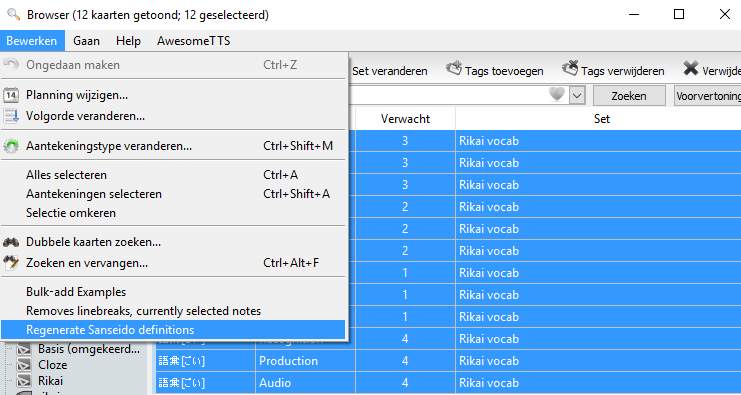 Browser (12 kaarten getoond; 12 geselecteerd)
Bewerken Gaan Help AwesomeTTS
Ongedaan maken Ctrl+Z
Set veranderen Tags toevoegen Tags verwijderen
Planning wijzigen...
Zoeken Voorvertoning
Volgorde veranderen...
Verwacht Set
Aantekeningstype veranderen... Ctrl+Shift+M
3 Rikai vocab
3 Rikai vocab
Alles selecteren Ctrl+A
3 Rikai vocab
Aantekeningen selecteren Ctrl+Shift+A
2 Rikai vocab
Selectie omkeren
2 Rikai vocab
Dubbele kaarten zoeken...
2 Rikai vocab
Zoeken en vervangen... Ctrl+Alt+F
1 Rikai vocab
Bulk-add Examples
1 Rikai vocab
Removes linebreaks, currently selected notes
1 Rikai vocab
Regenerate Sanseido definitions
4 Rikai vocab
Basis (omgekeerd...
語彙[ごい] Production 4 Rikai vocab
Cloze
Rikai
語彙[ごい] Audio 4 Rikai vocab